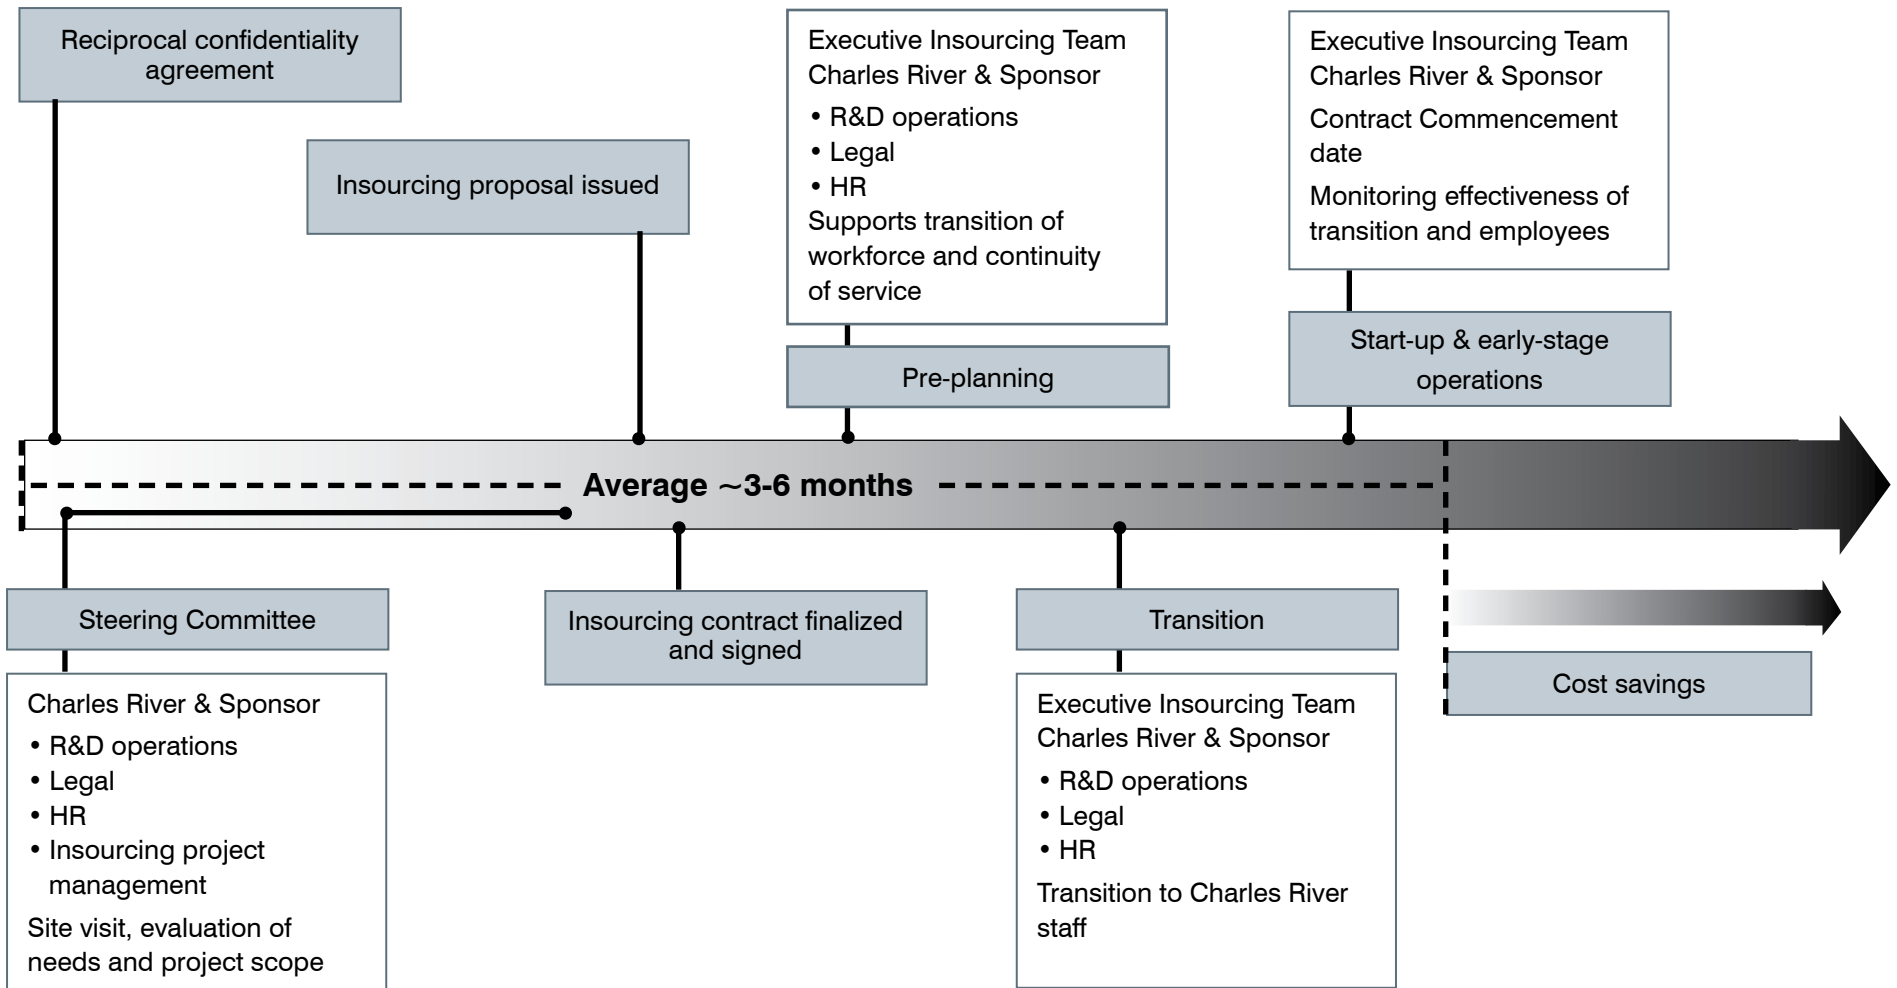 Reciprocal confidentiality
agreement
Insourcing proposal issued
Executive Insourcing Team
Charles River & Sponsor
• R&D operations
• Legal
• HR
Supports transition of
workforce and continuity
of service
Pre-planning
Executive Insourcing Team
Charles River & Sponsor
Contract Commencement
date
Monitoring effectiveness of
transition and employees
Start-up & early-stage
operations
Average ~3-6 months
Steering Committee
Charles River & Sponsor
• R&D operations
• Legal
• HR
• Insourcing project
management
Site visit, evaluation of
needs and project scope
Insourcing contract finalized
and signed
Transition
Executive Insourcing Team
Charles River & Sponsor
• R&D operations
• Legal
• HR
Transition to Charles River
staff
Cost savings